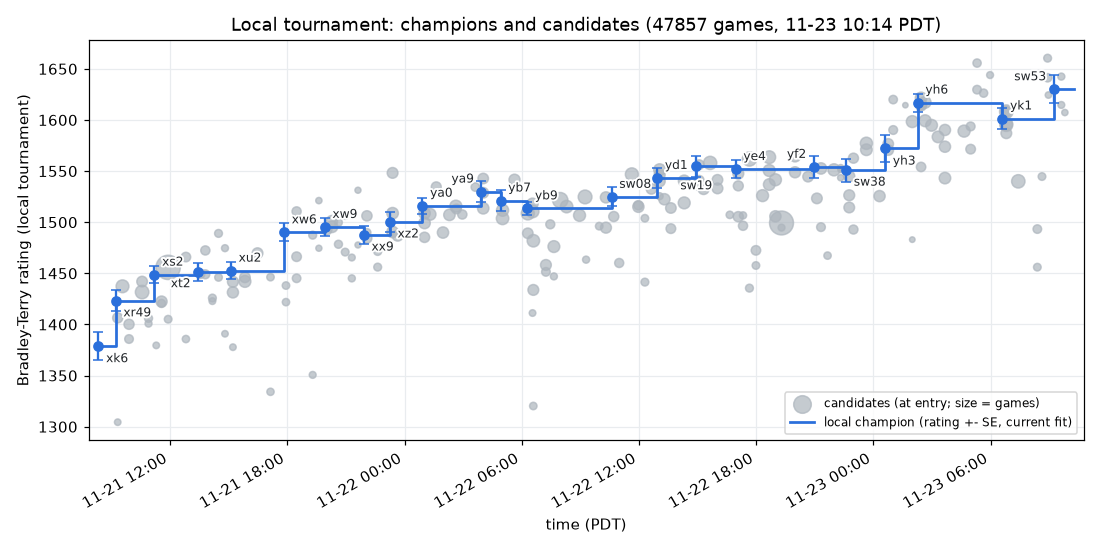 Local tournament: champions and candidates (47857 games, 11-23 10:14 PDT)
Bradley-Terry rating (local tournament)
1650
1600
1550
1500
1450
1400
1350
1300
xk6
xr49
xs2
xt2
xu2
xw6
xw9
xx9
xz2
ya0
ya9
yb7
yb9
sw08
yd1
sw19
ye4
yf2
sw38
yh3
yh6
yk1
sw53
candidates (at entry; size = games)
local champion (rating +- SE, current fit)
11-21 12:00
11-21 18:00
11-22 00:00
11-22 06:00
11-22 12:00
11-22 18:00
11-23 00:00
11-23 06:00
time (PDT)